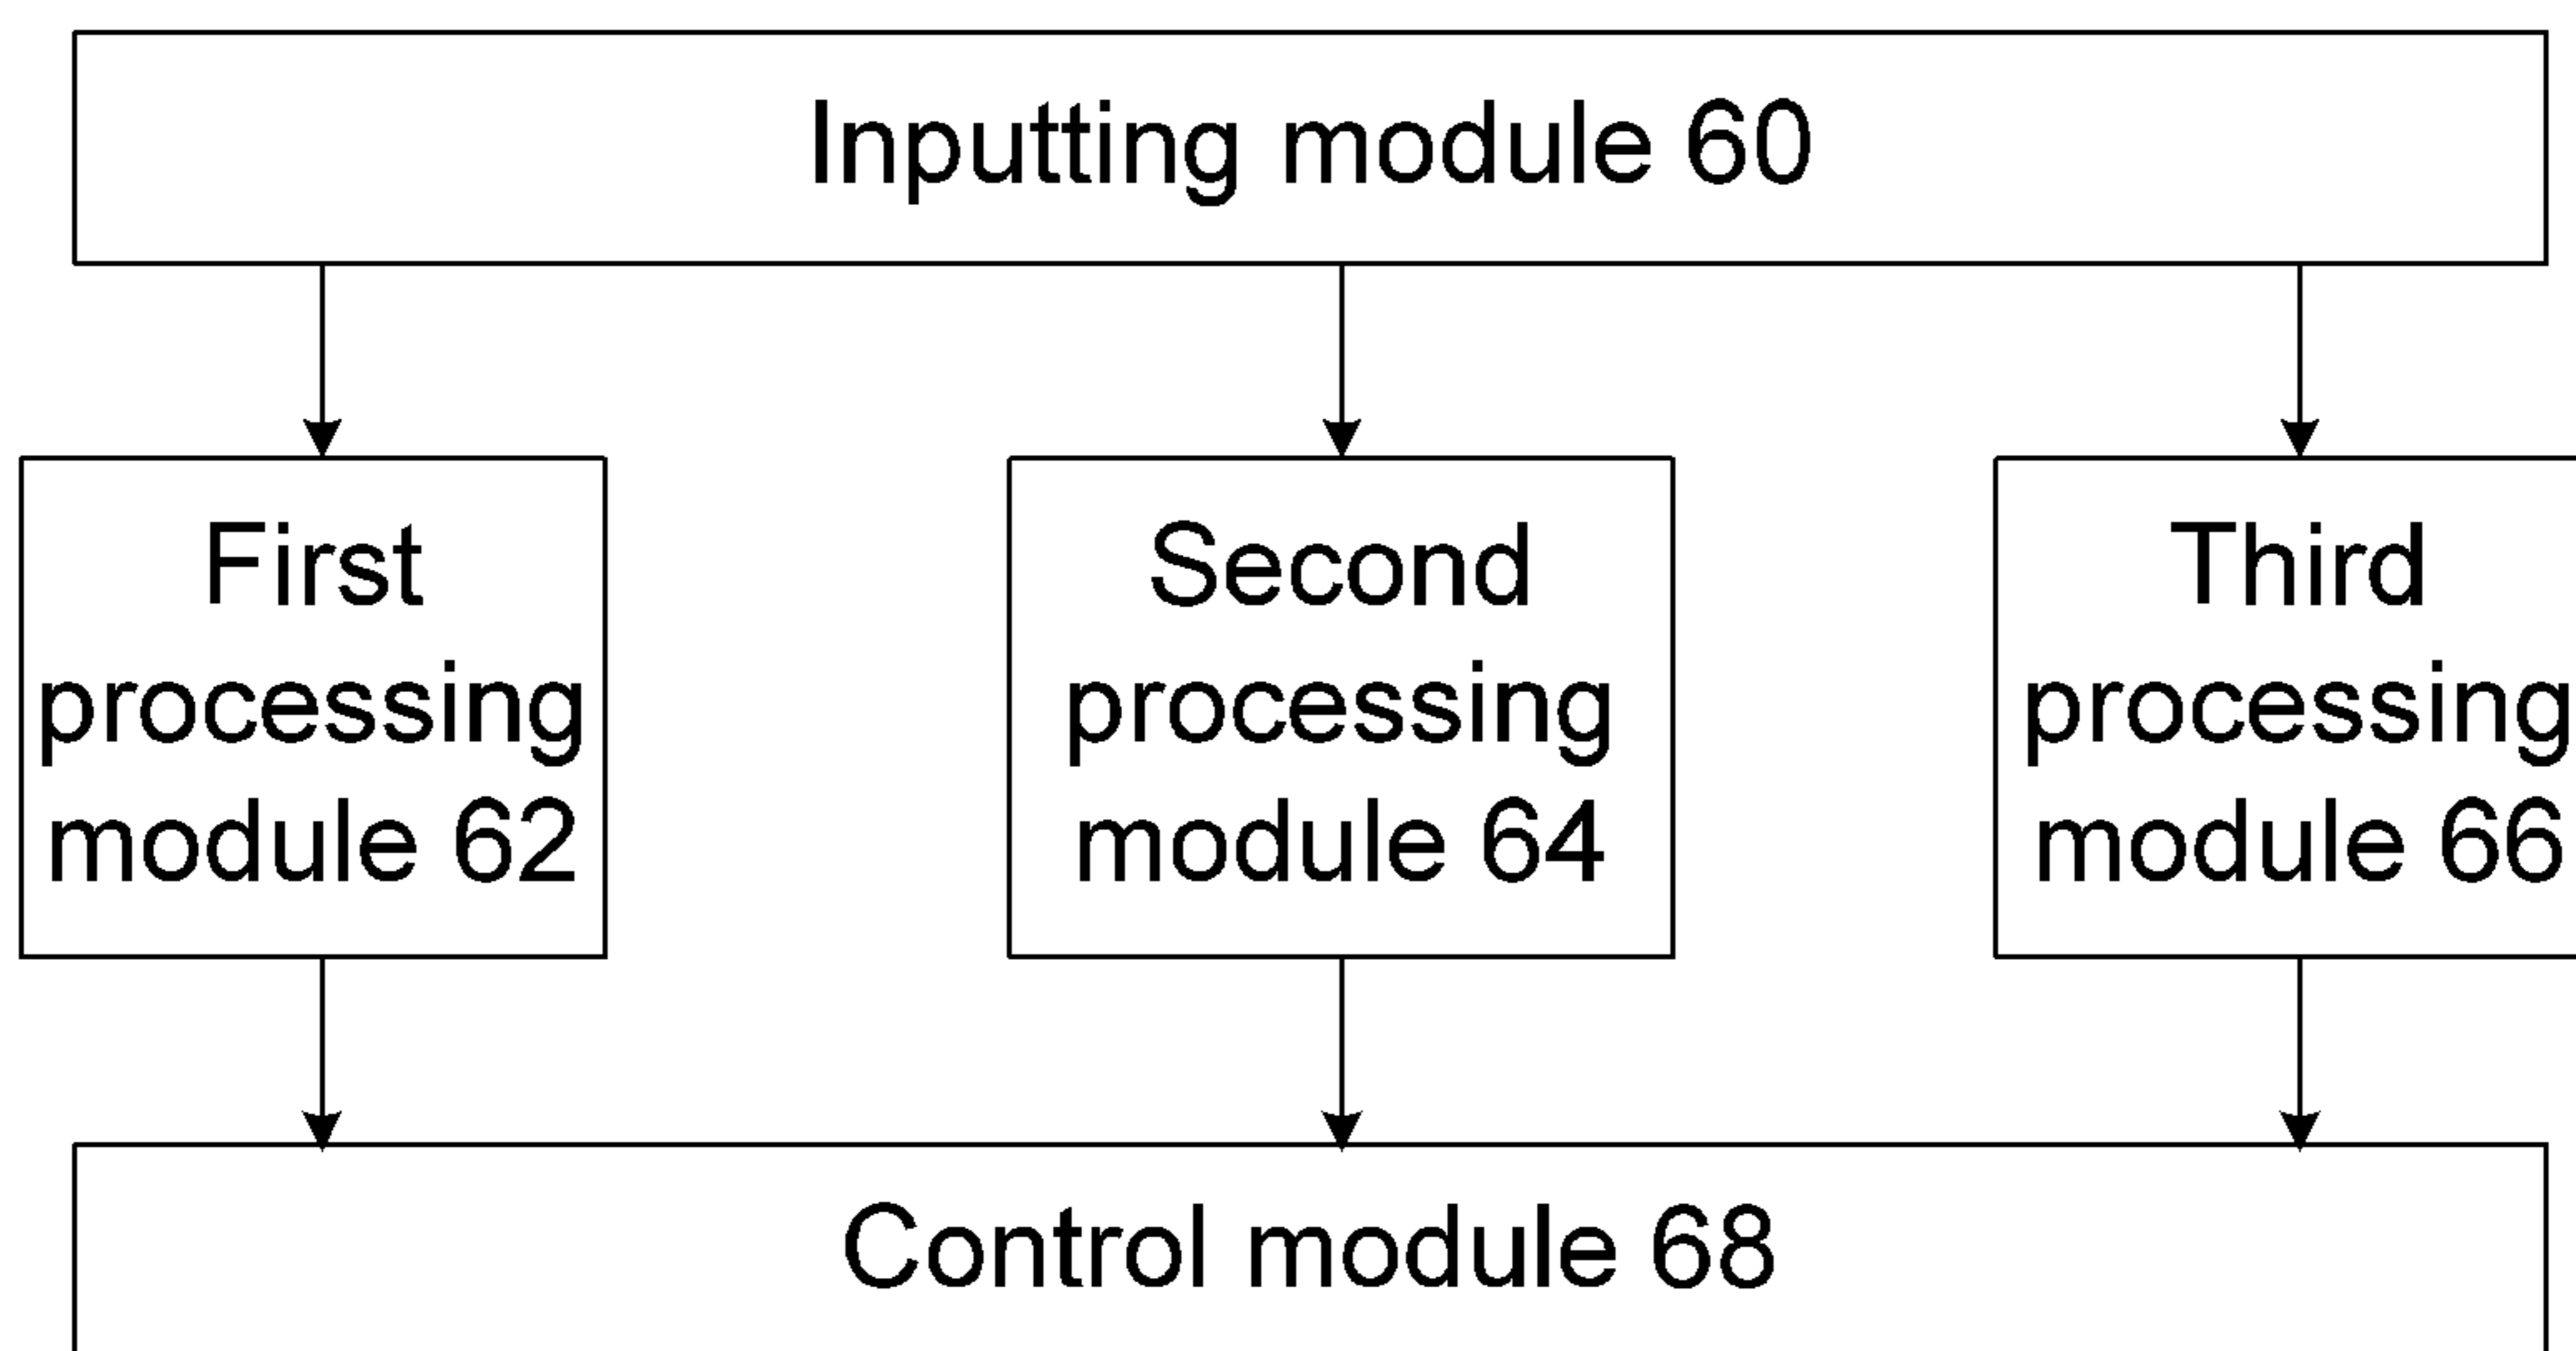 Inputting module 60
First
processing
module 62
Second
processing
module 64
Third
processing
module 66
Control module 68